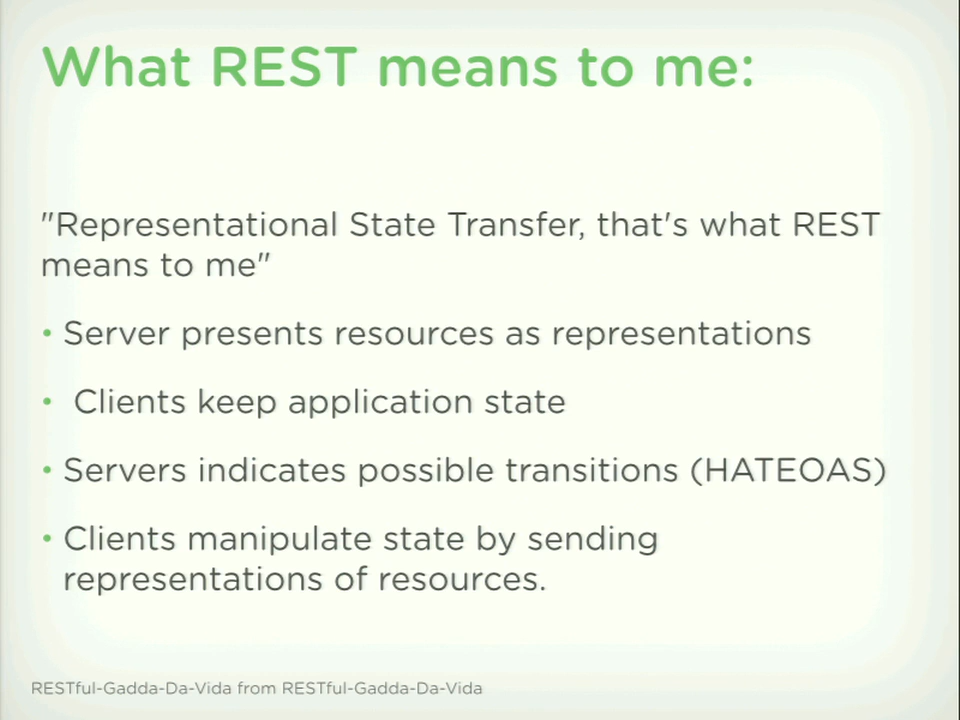 What REST means to me:
"Representational State Transfer, that's what REST
means to me"
• Server presents resources as representations
• Clients keep application state
• Servers indicates possible transitions (HATEOAS)
• Clients manipulate state by sending
representations of resources.
RESTful-Gadda-Da-Vida from RESTful-Gadda-Da-Vida